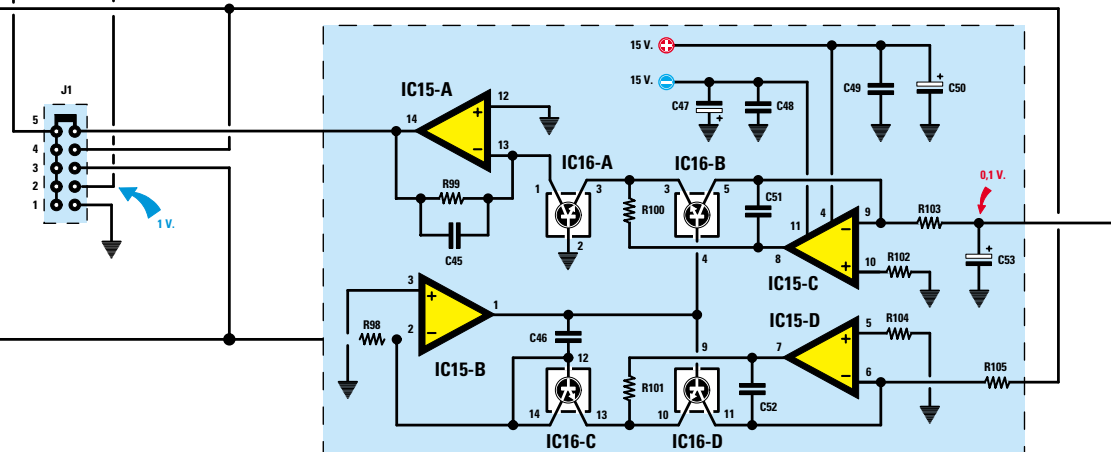 15 V.
15 V.
J1
5
4
3
2
1
1 V.
IC15-A
12
14
13
R99
C45
IC16-A
1
3
2
IC16-B
3
5
4
R100
C47
C48
C49
C50
C51
11
4
9
8
10
IC15-C
R103
R102
0,1 V.
C53
R98
3
2
1
IC15-B
C46
12
14
13
IC16-C
R101
9
10
11
IC16-D
C52
IC15-D
7
5
6
R104
R105